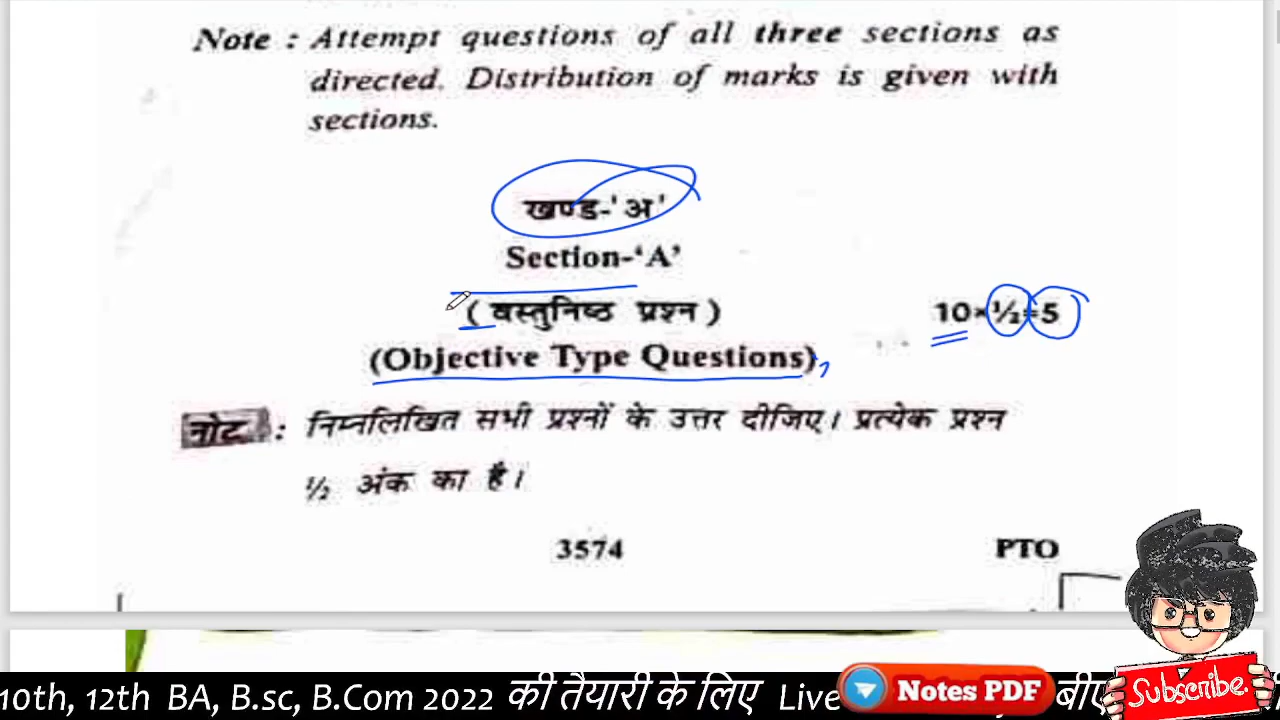 Note : Attempt questions of all three sections as
directed. Distribution of marks is given with
sections.
खण्ड-'अ'
Section-‘A’
( वस्तुनिष्ठ प्रश्न ) 10×½=5
(Objective Type Questions)
नोट : निम्नलिखित सभी प्रश्नों के उत्तर दीजिए। प्रत्येक प्रश्न
½ अंक का है।
3574 PTO
10th, 12th BA, B.sc, B.Com 2022 की तैयारी के लिए Live
Notes PDF
Subscribe.